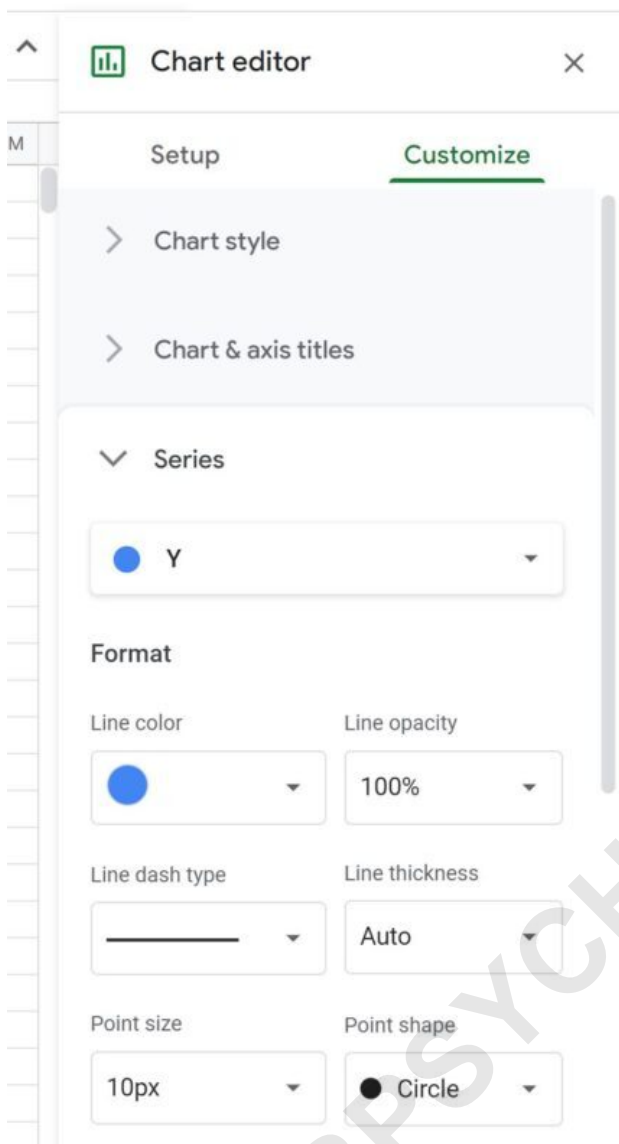 Chart editor
M
Setup Customize
Chart style
Chart & axis titles
Series
Y
Format
Line color Line opacity
100%
Line dash type Line thickness
Auto
Point size Point shape
10px Circle
PSYCH